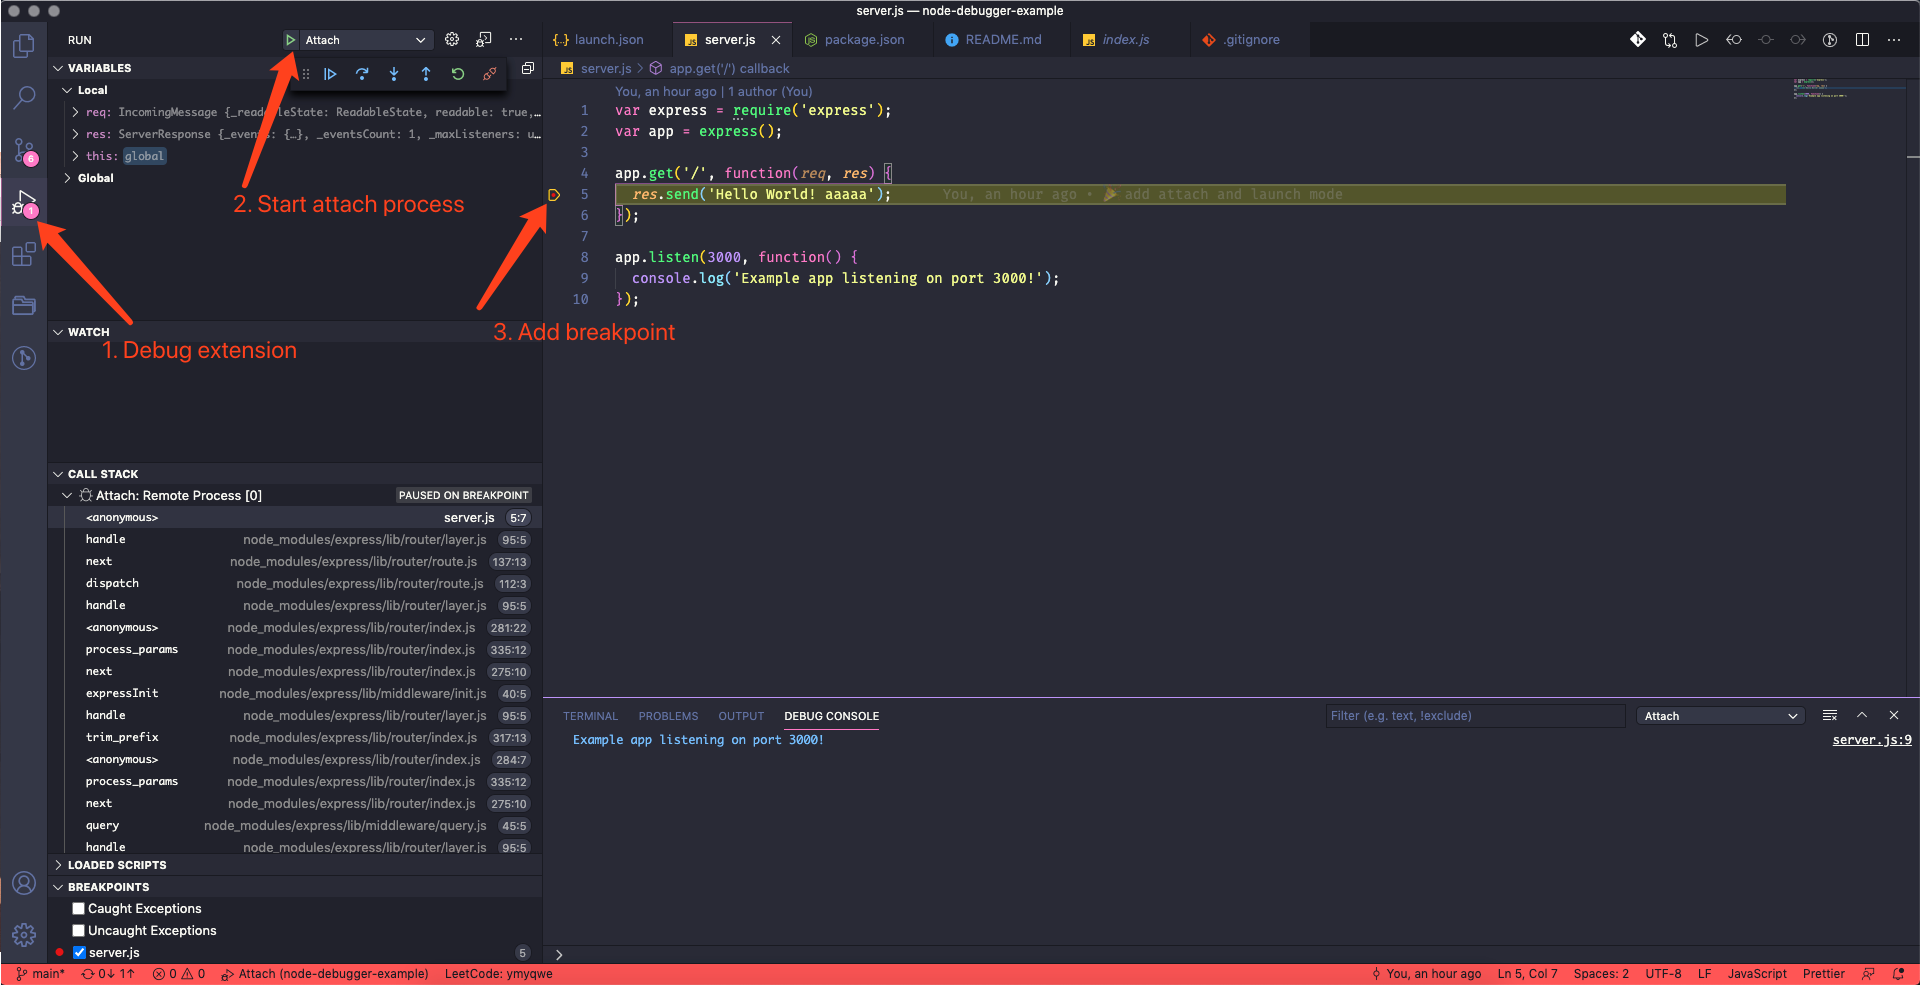 server.js — node-debugger-example
RUN
Attach
launch.json
server.js
package.json
README.md
index.js
.gitignore
VARIABLES
Local
req: IncomingMessage {_readableState: ReadableState, readable: true,…
res: ServerResponse {_events: {…}, _eventsCount: 1, _maxListeners: u…
this: global
Global
2. Start attach process
WATCH
1. Debug extension
3. Add breakpoint
server.js > app.get('/') callback
You, an hour ago | 1 author (You)
1 var express = require('express');
2 var app = express();
3
4 app.get('/', function(req, res) {
5 res.send('Hello World! aaaaa'); You, an hour ago • 🎉 add attach and launch mode
6 });
7
8 app.listen(3000, function() {
9 console.log('Example app listening on port 3000!');
10 });
6
1
CALL STACK
Attach: Remote Process [0] PAUSED ON BREAKPOINT
<anonymous> server.js 5:7
handle node_modules/express/lib/router/layer.js 95:5
next node_modules/express/lib/router/route.js 137:13
dispatch node_modules/express/lib/router/route.js 112:3
handle node_modules/express/lib/router/layer.js 95:5
<anonymous> node_modules/express/lib/router/index.js 281:22
process_params node_modules/express/lib/router/index.js 335:12
next node_modules/express/lib/router/index.js 275:10
expressInit node_modules/express/lib/middleware/init.js 40:5
handle node_modules/express/lib/router/layer.js 95:5
trim_prefix node_modules/express/lib/router/index.js 317:13
<anonymous> node_modules/express/lib/router/index.js 284:7
process_params node_modules/express/lib/router/index.js 335:12
next node_modules/express/lib/router/index.js 275:10
query node_modules/express/lib/middleware/query.js 45:5
handle node_modules/express/lib/router/layer.js 95:5
LOADED SCRIPTS
BREAKPOINTS
Caught Exceptions
Uncaught Exceptions
server.js 5
TERMINAL PROBLEMS OUTPUT DEBUG CONSOLE
Filter (e.g. text, !exclude)
Attach
Example app listening on port 3000! server.js:9
main* 0↓ 1↑ 0 0 Attach (node-debugger-example) LeetCode: ymyqwe
You, an hour ago Ln 5, Col 7 Spaces: 2 UTF-8 LF JavaScript Prettier